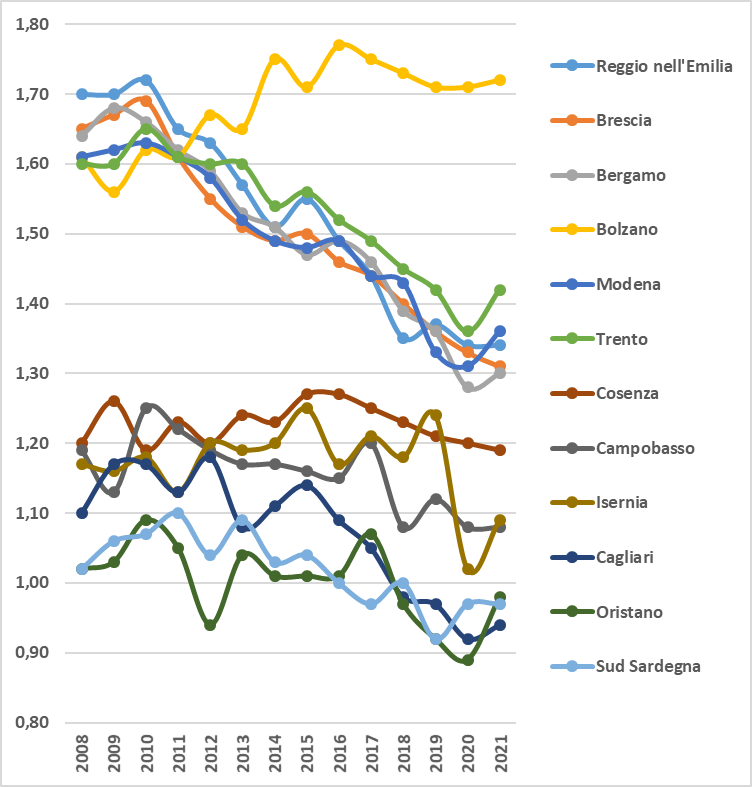 1,80
1,70
1,60
1,50
1,40
1,30
1,20
1,10
1,00
0,90
0,80
2008
2009
2010
2011
2012
2013
2014
2015
2016
2017
2018
2019
2020
2021
Reggio nell'Emilia
Brescia
Bergamo
Bolzano
Modena
Trento
Cosenza
Campobasso
Isernia
Cagliari
Oristano
Sud Sardegna